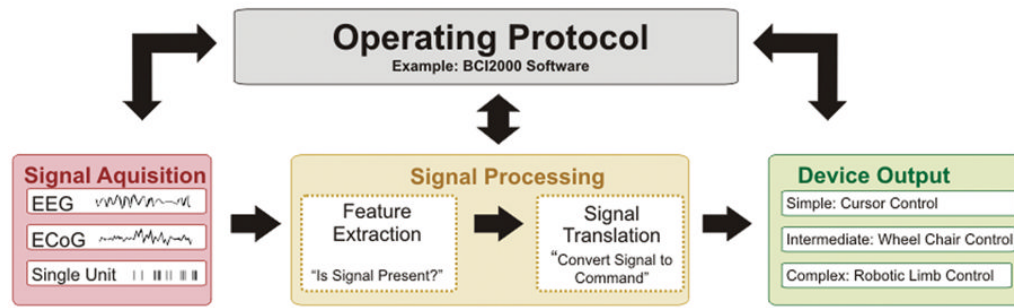 Operating Protocol
Example: BCI2000 Software
Signal Aquisition
EEG
ECoG
Single Unit
Signal Processing
Feature
Extraction
"Is Signal Present?"
Signal
Translation
"Convert Signal to
Command"
Device Output
Simple: Cursor Control
Intermediate: Wheel Chair Control
Complex: Robotic Limb Control